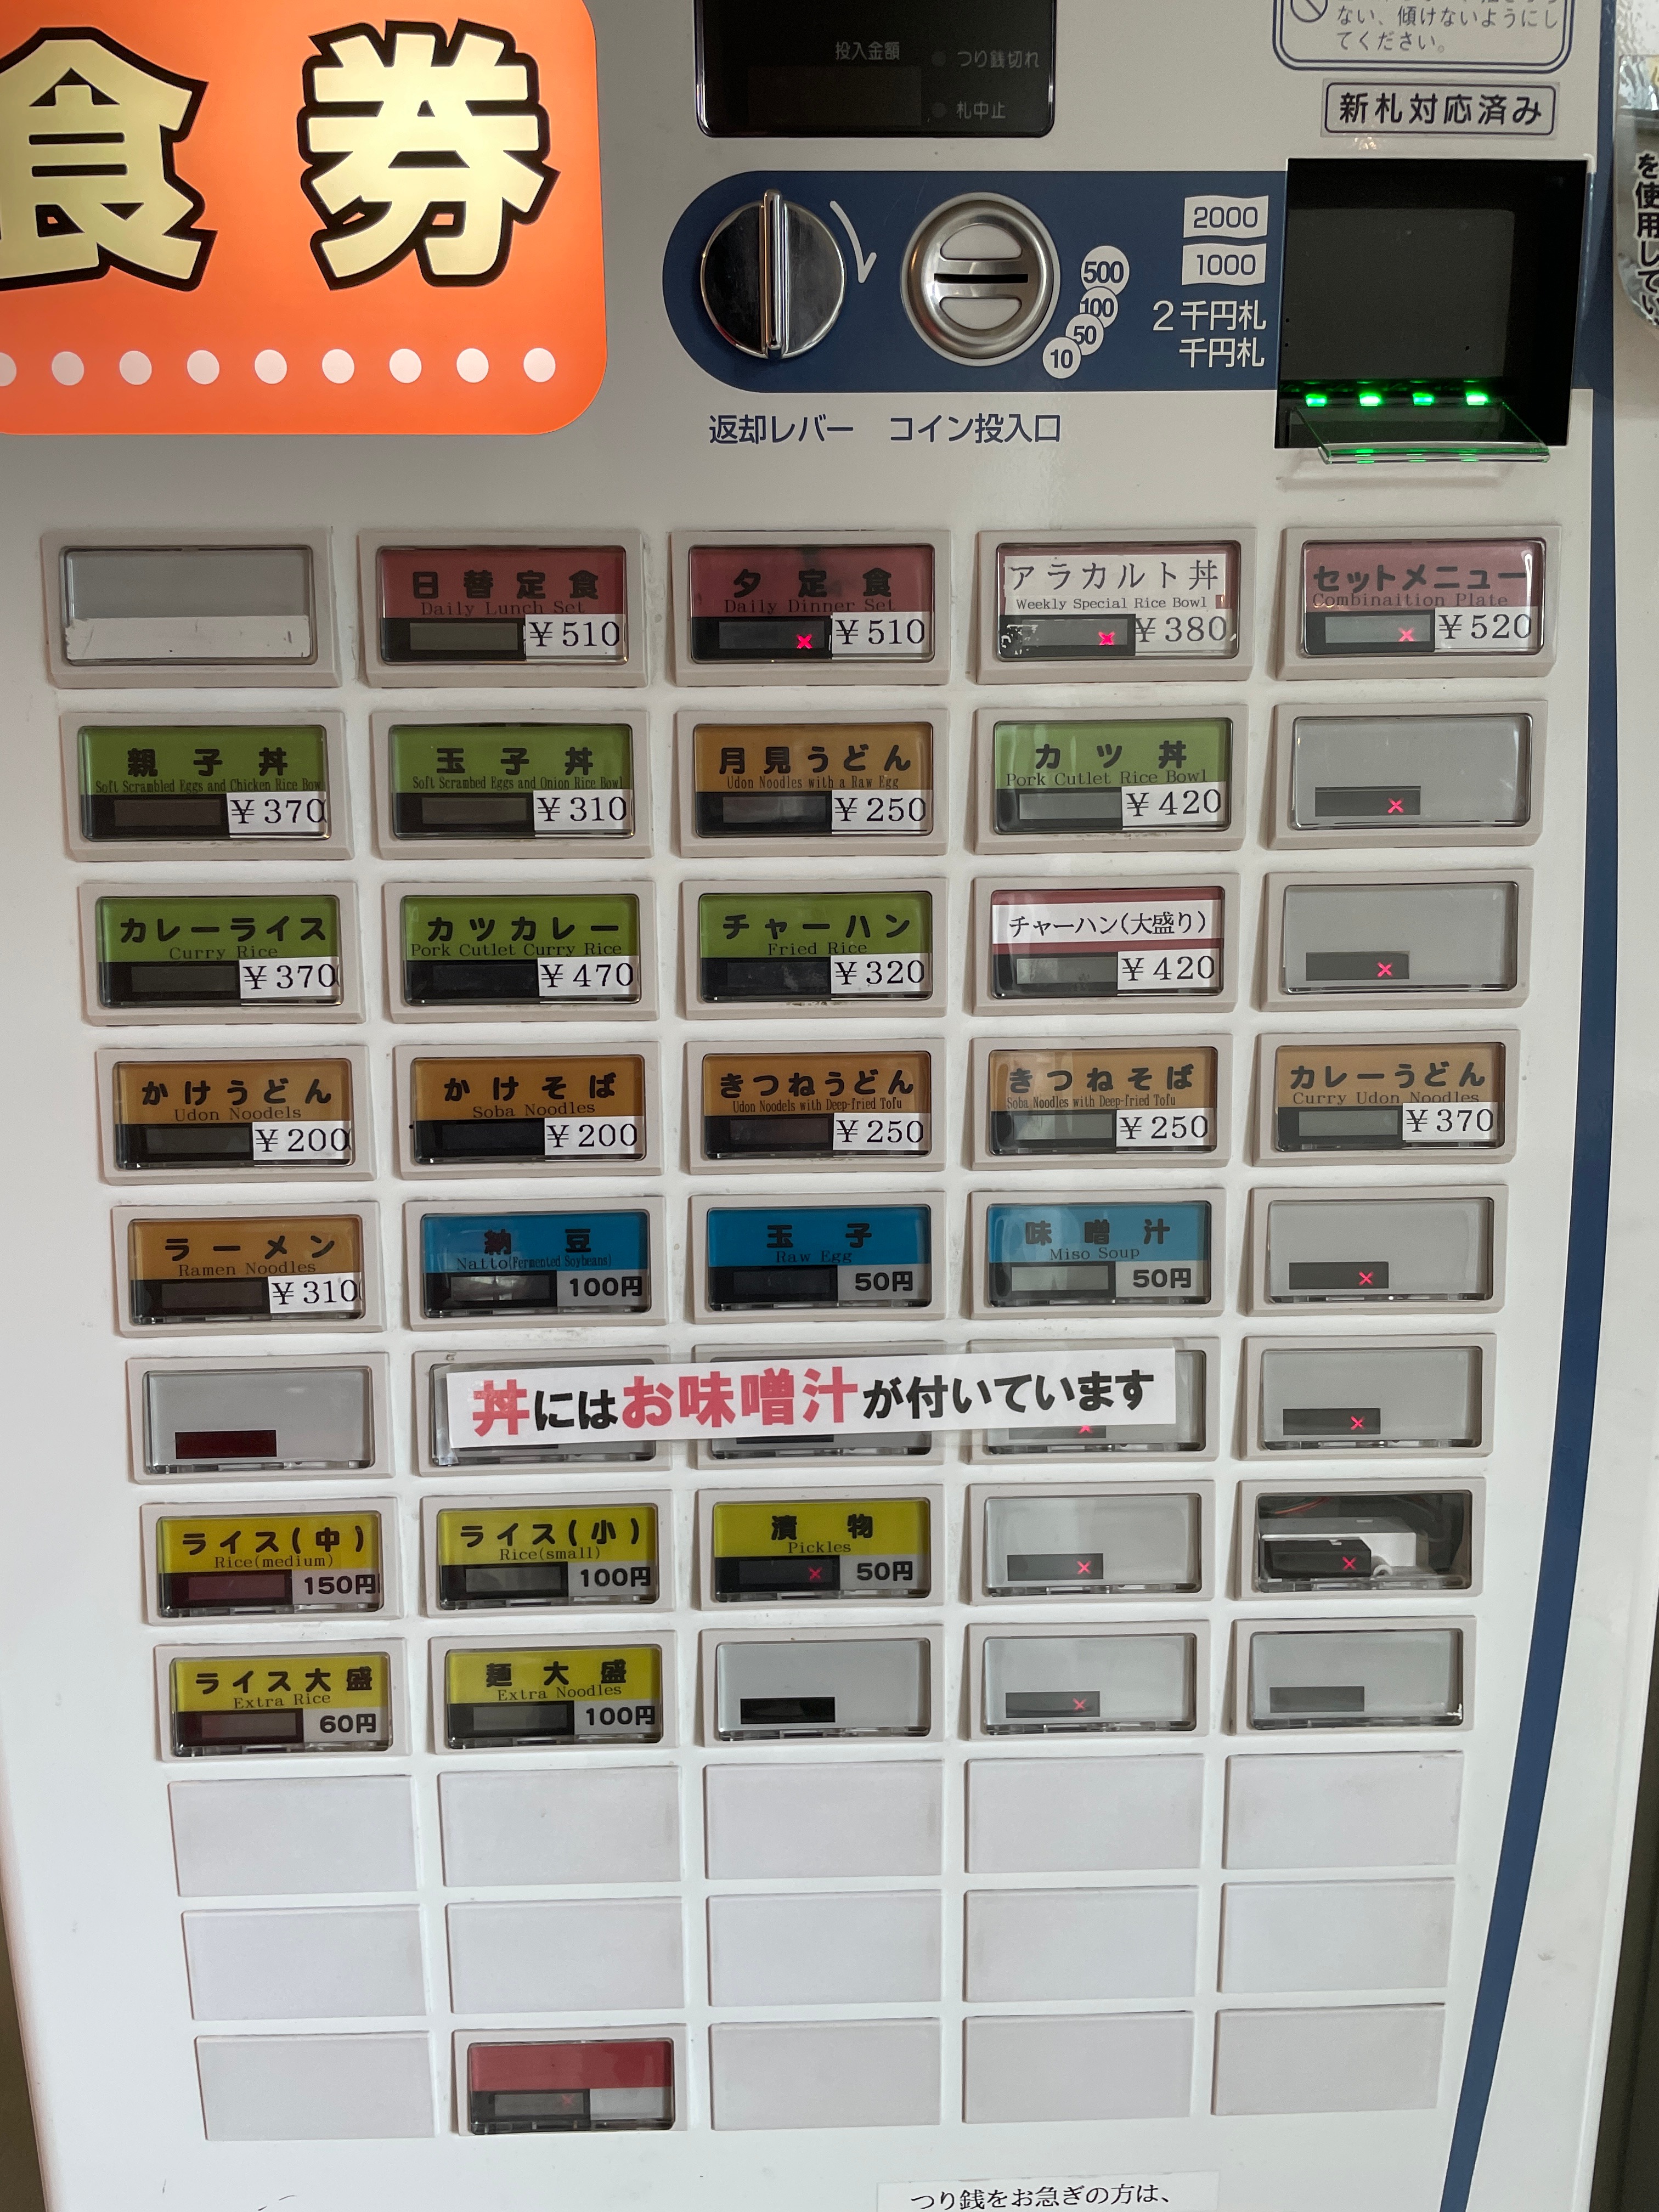 食券
投入金額
つり銭切れ
札中止
ない、傾けないようにし
てください。
新札対応済み
を使用してい
2000
1000
2千円札
千円札
500
100
50
10
返却レバー
コイン投入口
日替定食
Daily Lunch Set
¥510
夕定食
Daily Dinner Set
¥510
アラカルト丼
Weekly Special Rice Bowl
¥380
セットメニュー
Combinaition Plate
¥520
親子丼
Soft Scrambled Eggs and Chicken Rice Bow
¥370
玉子丼
Soft Scrambed Eggs and Onion Rice Bowl
¥310
月見うどん
Udon Noodles with a Raw Egg
¥250
カツ丼
Pork Cutlet Rice Bowl
¥420
カレーライス
Curry Rice
¥370
カツカレー
Pork Cutlet Curry Rice
¥470
チャーハン
Fried Rice
¥320
チャーハン(大盛り)
¥420
かけうどん
Udon Noodels
¥200
かけそば
Soba Noodles
¥200
きつねうどん
Udon Noodels with Deep-fried Tofu
¥250
きつねそば
Soba Noodles with Deep-fried Tofu
¥250
カレーうどん
Curry Udon Noodles
¥370
ラーメン
Ramen Noodles
¥310
納豆
Natto(Fermented Soybeans)
100円
玉子
Raw Egg
50円
味噌汁
Miso Soup
50円
丼にはお味噌汁が付いています
ライス(中)
Rice(medium)
150円
ライス(小)
Rice(small)
100円
漬物
Pickles
50円
ライス大盛
Extra Rice
60円
麺大盛
Extra Noodles
100円
つり銭をお急ぎの方は、